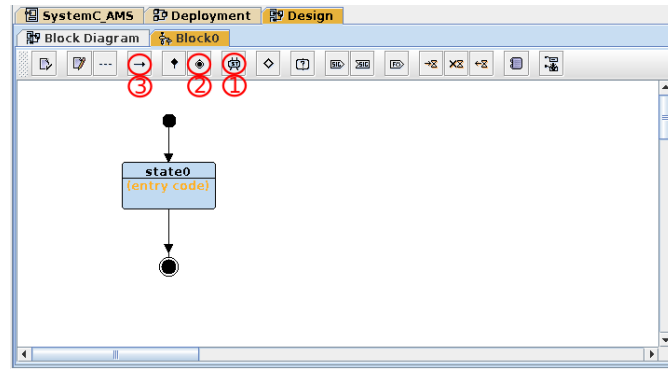 SystemC_AMS Deployment Design
Block Diagram Block0
③ ② ①
state0
(entry code)